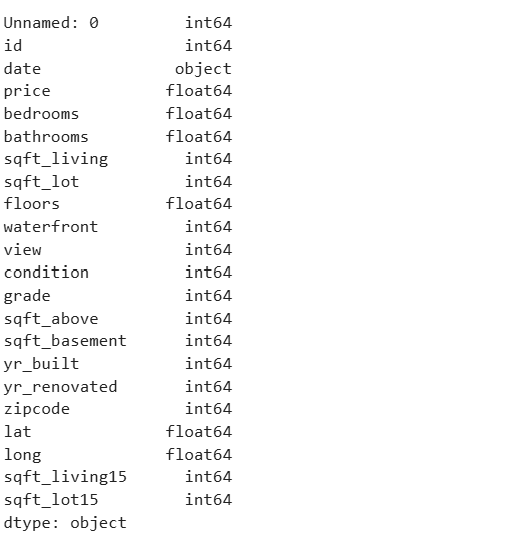 Unnamed: 0         int64
id                 int64
date              object
price            float64
bedrooms         float64
bathrooms        float64
sqft_living        int64
sqft_lot           int64
floors           float64
waterfront         int64
view               int64
condition          int64
grade              int64
sqft_above         int64
sqft_basement      int64
yr_built           int64
yr_renovated       int64
zipcode            int64
lat              float64
long             float64
sqft_living15      int64
sqft_lot15         int64
dtype: object